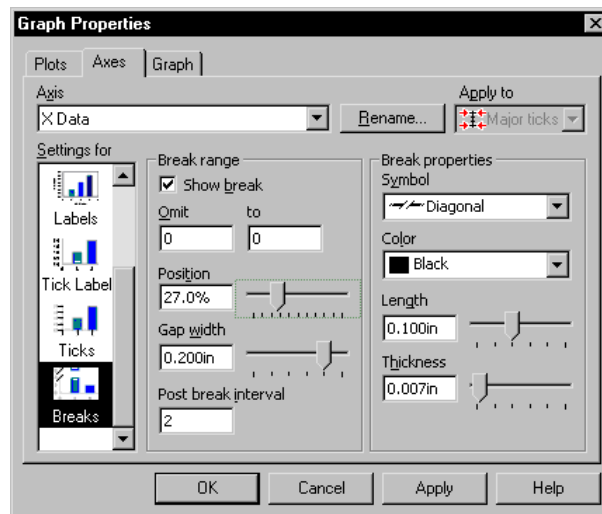 Graph Properties
Plots Axes Graph
Axis
X Data
Rename...
Apply to
Major ticks
Settings for
Labels
Tick Label
Ticks
Breaks
Break range
Show break
Omit to
0 0
Position
27.0%
Gap width
0.200in
Post break interval
2
Break properties
Symbol
Diagonal
Color
Black
Length
0.100in
Thickness
0.007in
OK Cancel Apply Help